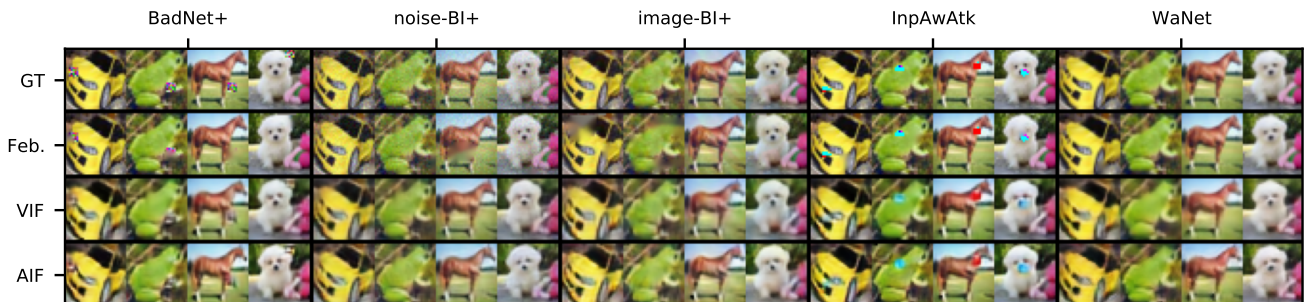 BadNet+ noise-BI+ image-BI+ InpAwAtk WaNet
GT
Feb.
VIF
AIF